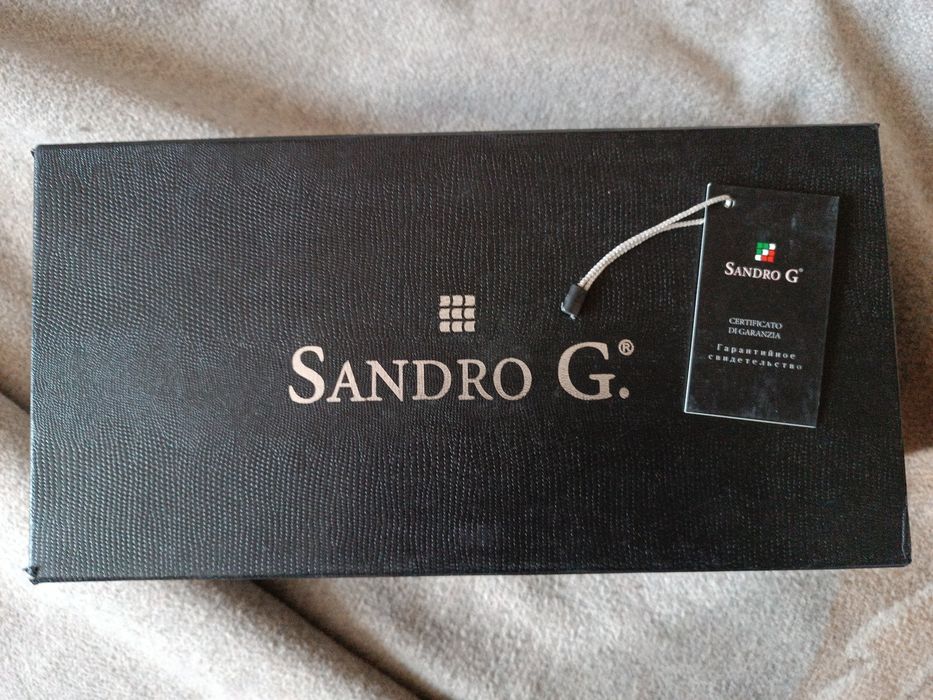 SANDRO G.®
SANDRO G®
CERTIFICATO
DI GARANZIA
Гарантийное
свидетельство